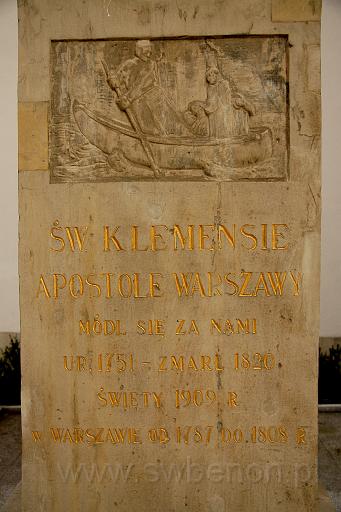 ŚW. KLEMENSIE
APOSTOLE WARSZAWY
MÓDL SIĘ ZA NAMI
UR. 1751 – ZMARŁ 1820.
ŚWIĘTY 1909 R
W WARSZAWIE OD 1787 DO 1808 R
www.swbenon.pl